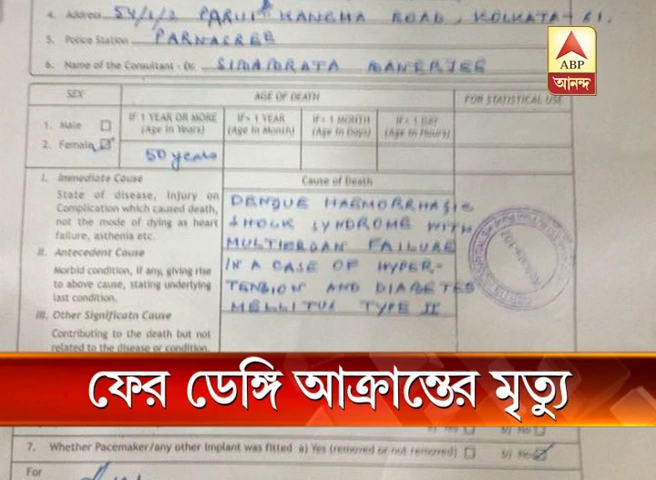 4. Address 54/1/2 PARUI KANCHA ROAD, KOLKATA-61.
ABP
আনন্দ
5. Police Station PARNASREE
6. Name of the Consultant - Dr. BANERJEE
SEX
AGE OF DEATH
FOR STATISTICAL USE
1. Male
IF 1 YEAR OR MORE
(Age in Years)
IF< 1 YEAR
(Age in Month)
IF< 1 MONTH
(Age in Days)
IF< 1 DAY
(Age in Hours)
2. Female
50 years
I. Immediate Cause
Cause of Death
State of disease, Injury on
Complication which caused death,
not the mode of dying as heart
failure, asthenia etc.
II. Antecedent Cause
Morbid condition, if any, giving rise
to above cause, stating underlying
last condition.
III. Other Significatn Cause
Contributing to the death but not
related to the disease or condition.
DENGUE HAEMORRHAGIC
SHOCK SYNDROME WITH
MULTIORGAN FAILURE
IN A CASE OF HYPER-
TENSION AND DIABETES
MELLITUS TYPE II
ফের ডেঙ্গি আক্রান্তের মৃত্যু
7. Whether Pacemaker/any other Implant was fitted a) Yes (removed or not removed) b) No
For